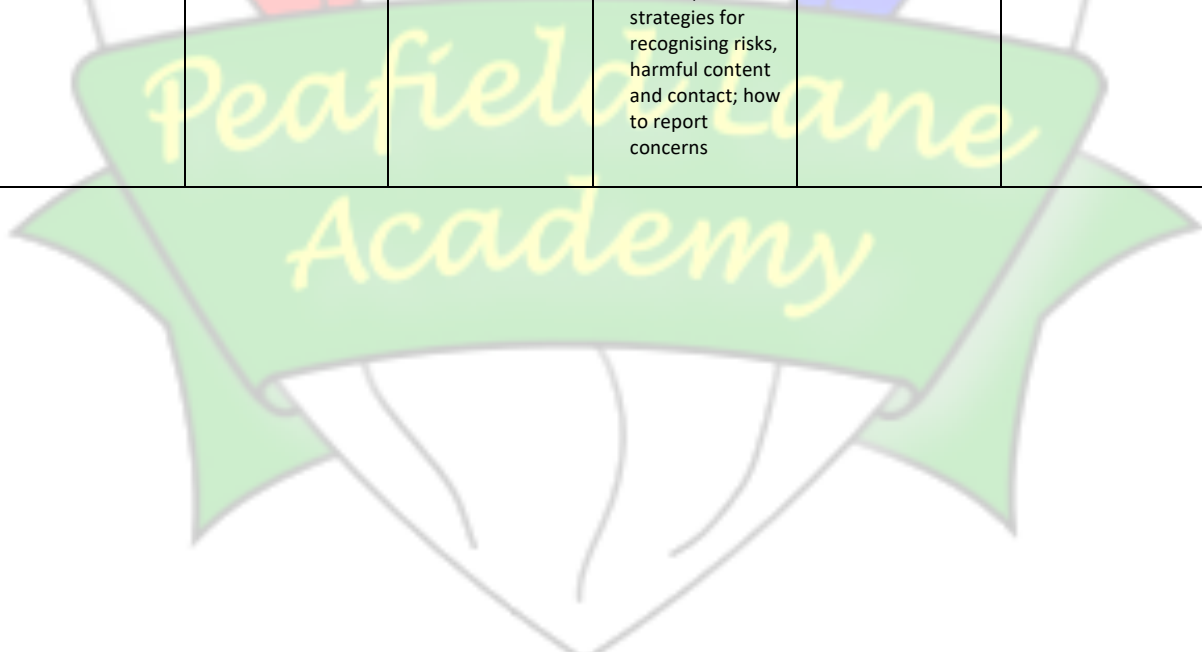 strategies for
recognising risks,
harmful content
and contact; how
to report
concerns
Peafield Lane
Academy